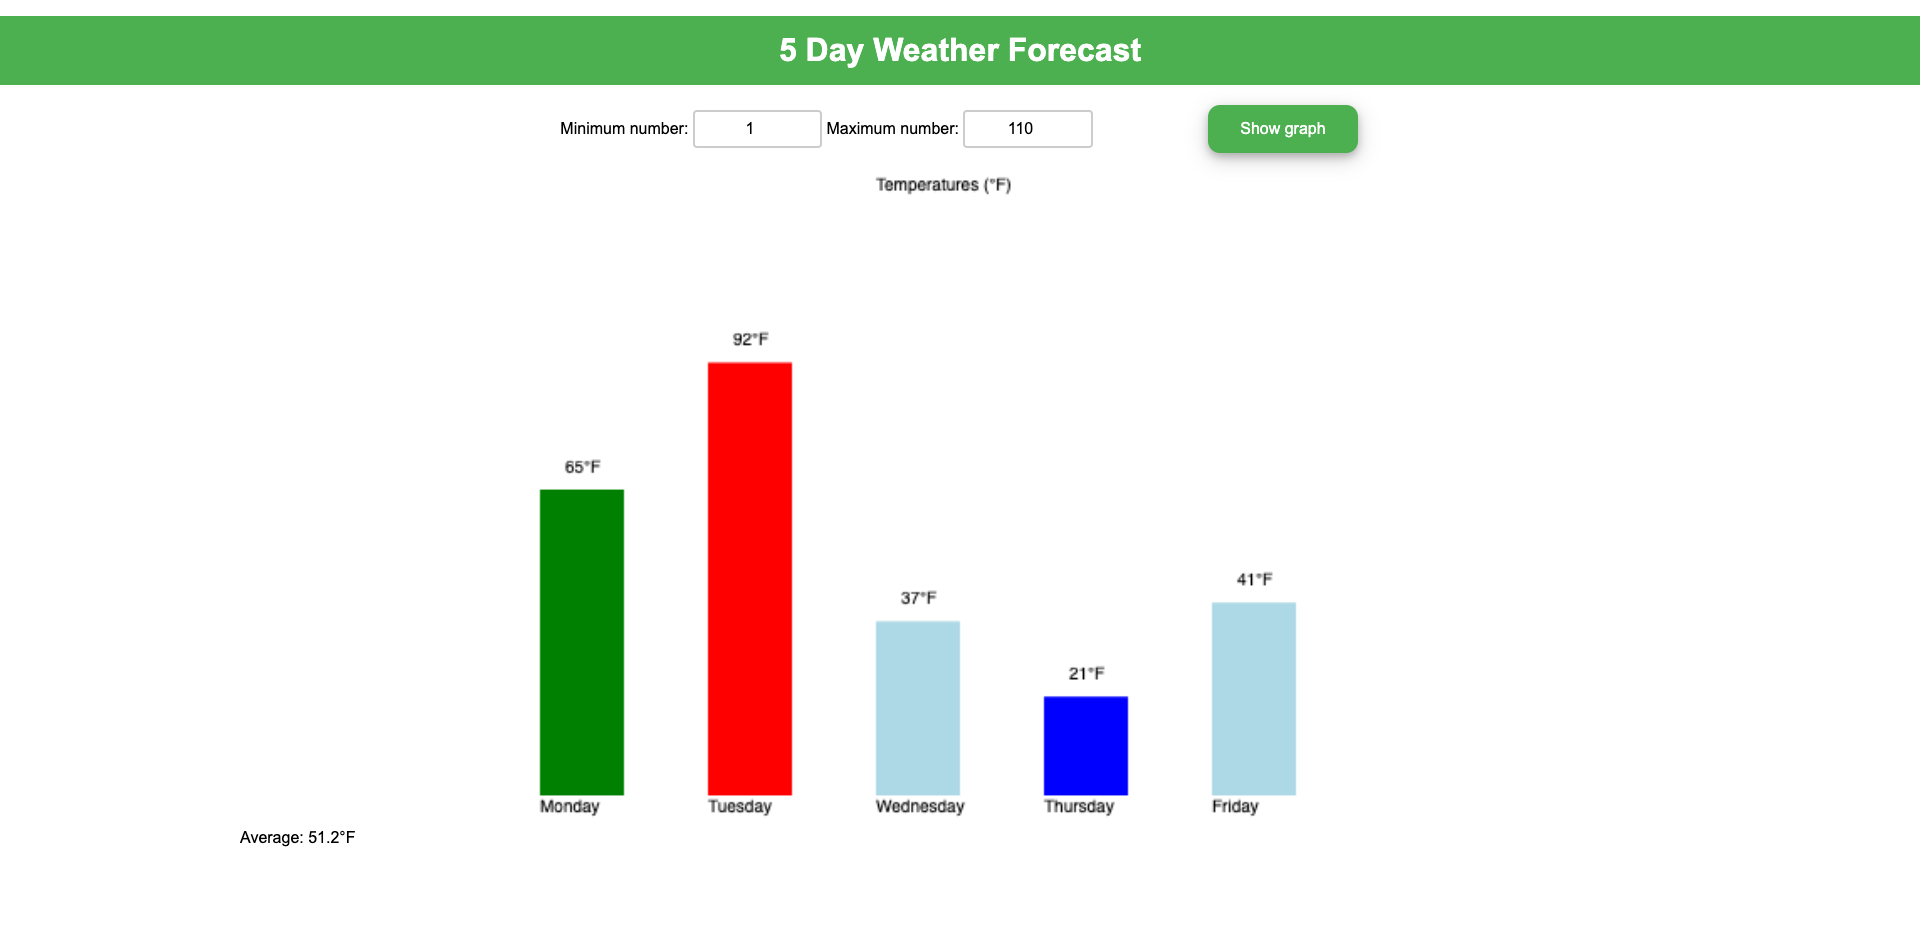 5 Day Weather Forecast
Minimum number: 1 Maximum number: 110 Show graph
Temperatures (°F)
92°F
65°F
41°F
37°F
21°F
Monday Tuesday Wednesday Thursday Friday
Average: 51.2°F